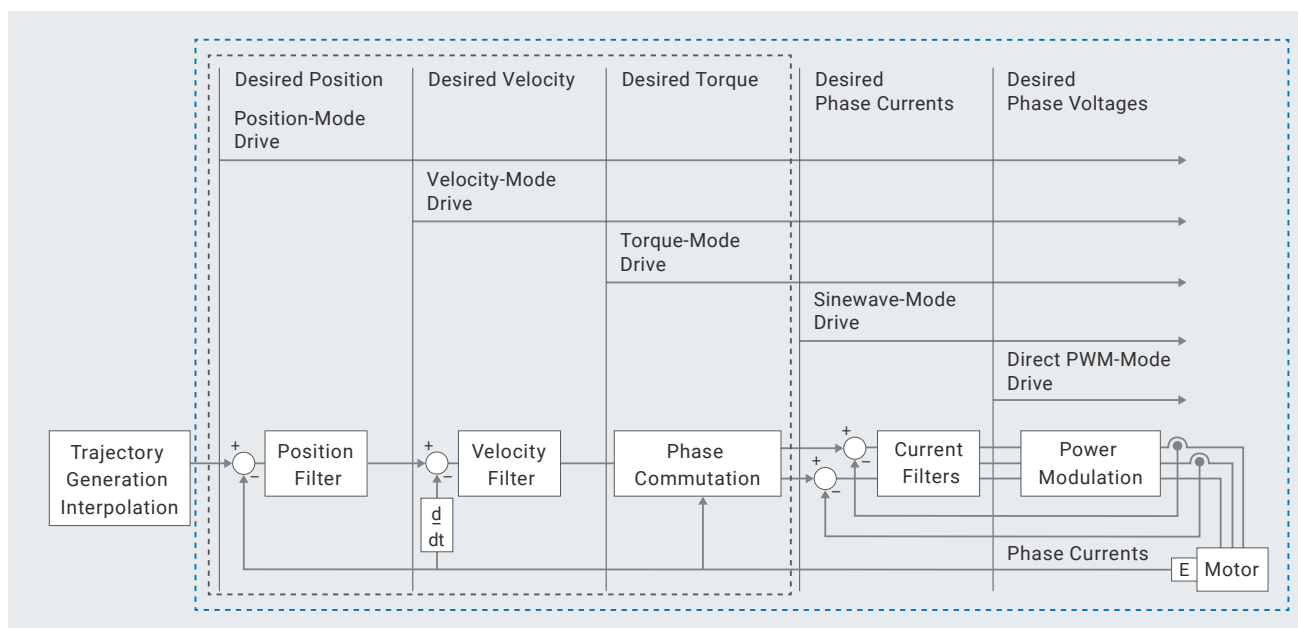 Desired Position
Desired Velocity
Desired Torque
Desired
Phase Currents
Desired
Phase Voltages
Position-Mode
Drive
Velocity-Mode
Drive
Torque-Mode
Drive
Sinewave-Mode
Drive
Direct PWM-Mode
Drive
Trajectory
Generation
Interpolation
+
−
Position
Filter
+
−
Velocity
Filter
d
dt
Phase
Commutation
+
−
+
−
Current
Filters
Power
Modulation
Phase Currents
E
Motor